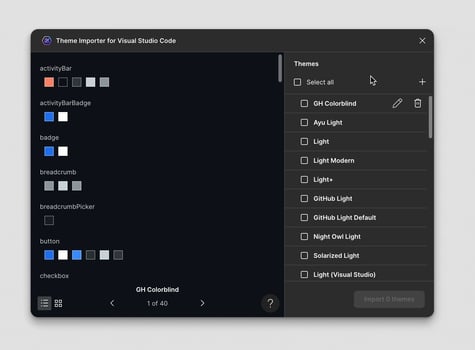 Theme Importer for Visual Studio Code
activityBar
activityBarBadge
badge
breadcrumb
breadcrumbPicker
button
checkbox
GH Colorblind
1 of 40
?
Themes
Select all
GH Colorblind
Ayu Light
Light
Light Modern
Light+
GitHub Light
GitHub Light Default
Night Owl Light
Solarized Light
Light (Visual Studio)
Import 0 themes